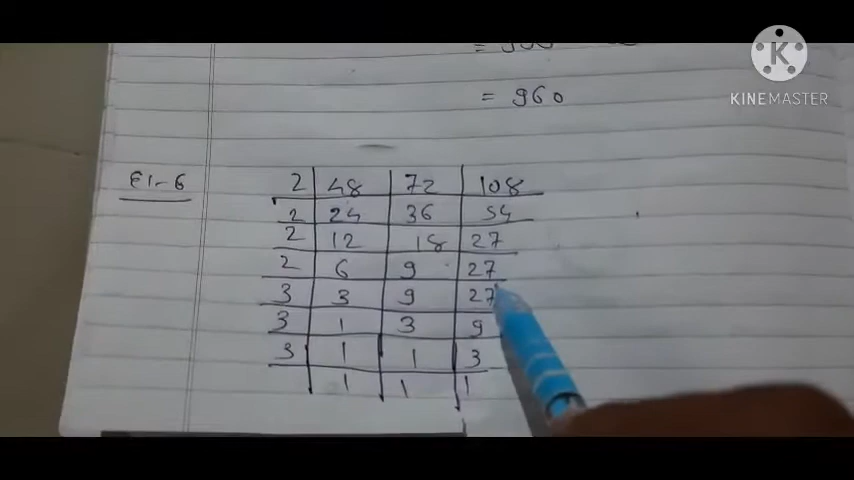 K
KINEMASTER
= 960
E1-6
2 48 72 108
2 24 36 54
2 12 18 27
2 6 9 27
3 3 9 27
3 1 3 9
3 1 1 3
1 1 1